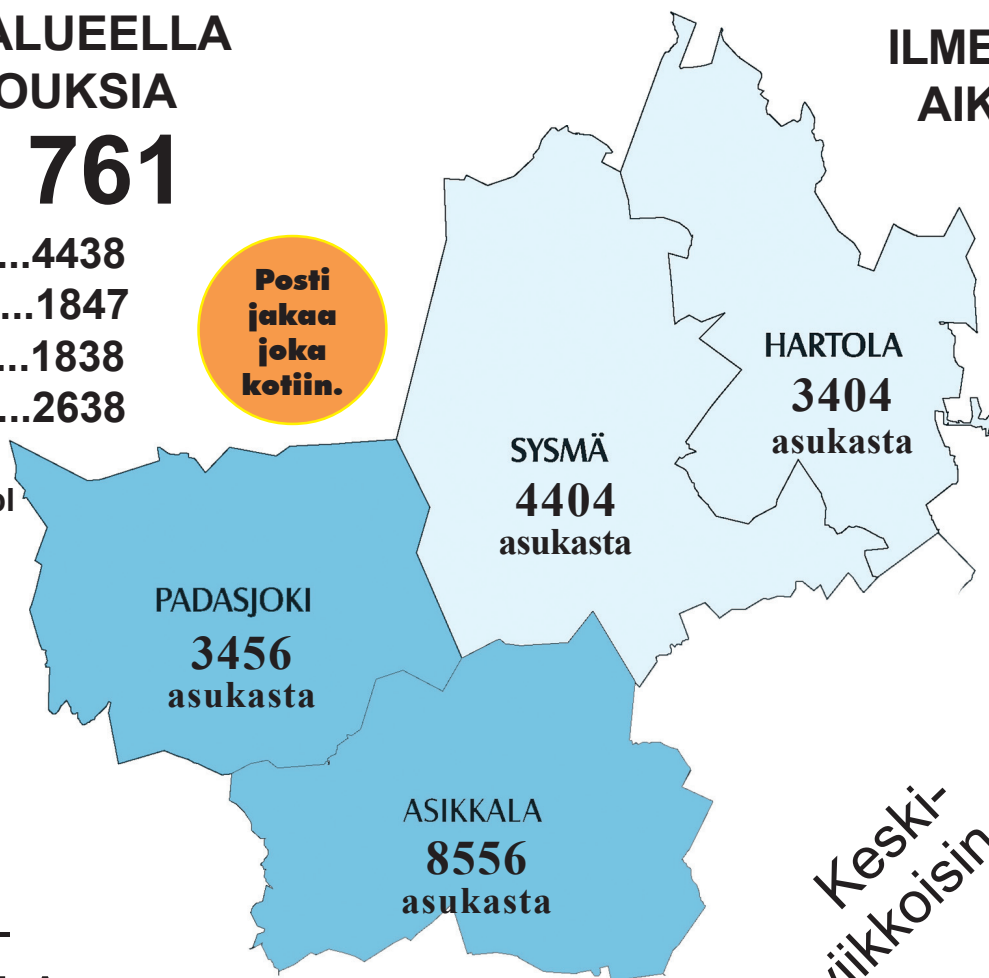 ALUEELLA
OUKSIA
761
...4438
...1847
...1838
...2638
ol
Posti
jakaa
joka
kotiin.
ILME
AIK
HARTOLA
3404
asukasta
SYSMÄ
4404
asukasta
PADASJOKI
3456
asukasta
ASIKKALA
8556
asukasta
Keski-
viikkoisin